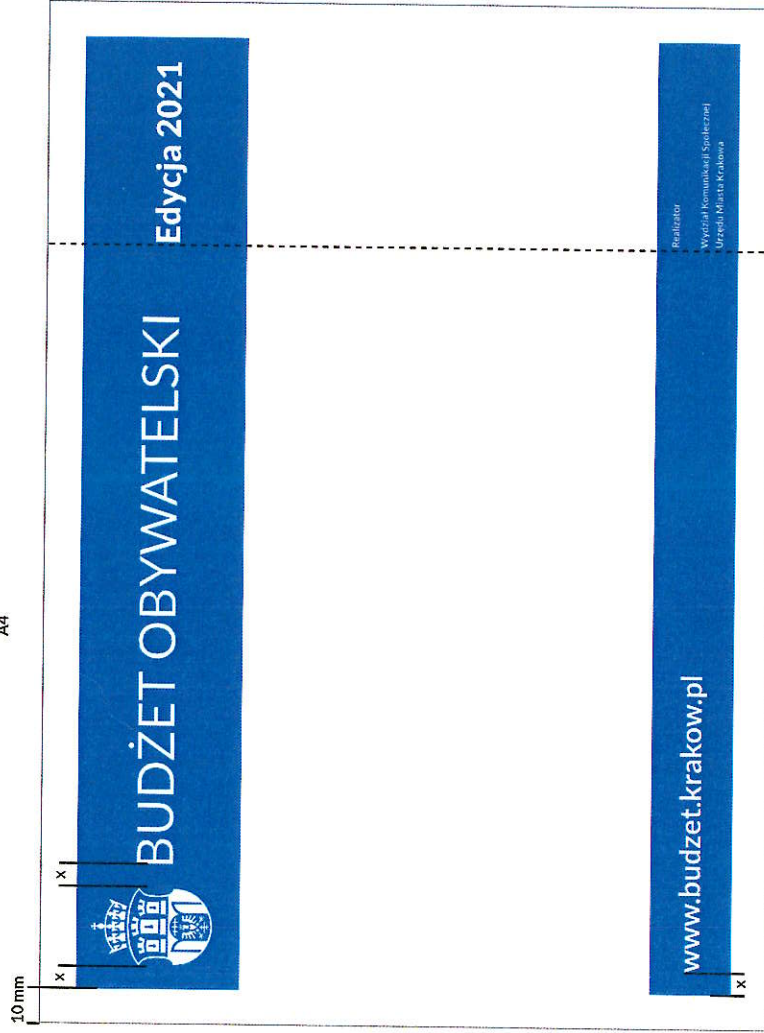 A4
10 mm
x
x
BUDŻET OBYWATELSKI
Edycja 2021
www.budzet.krakow.pl
x
Realizator
Wydział Komunikacji Społecznej
Urzędu Miasta Krakowa